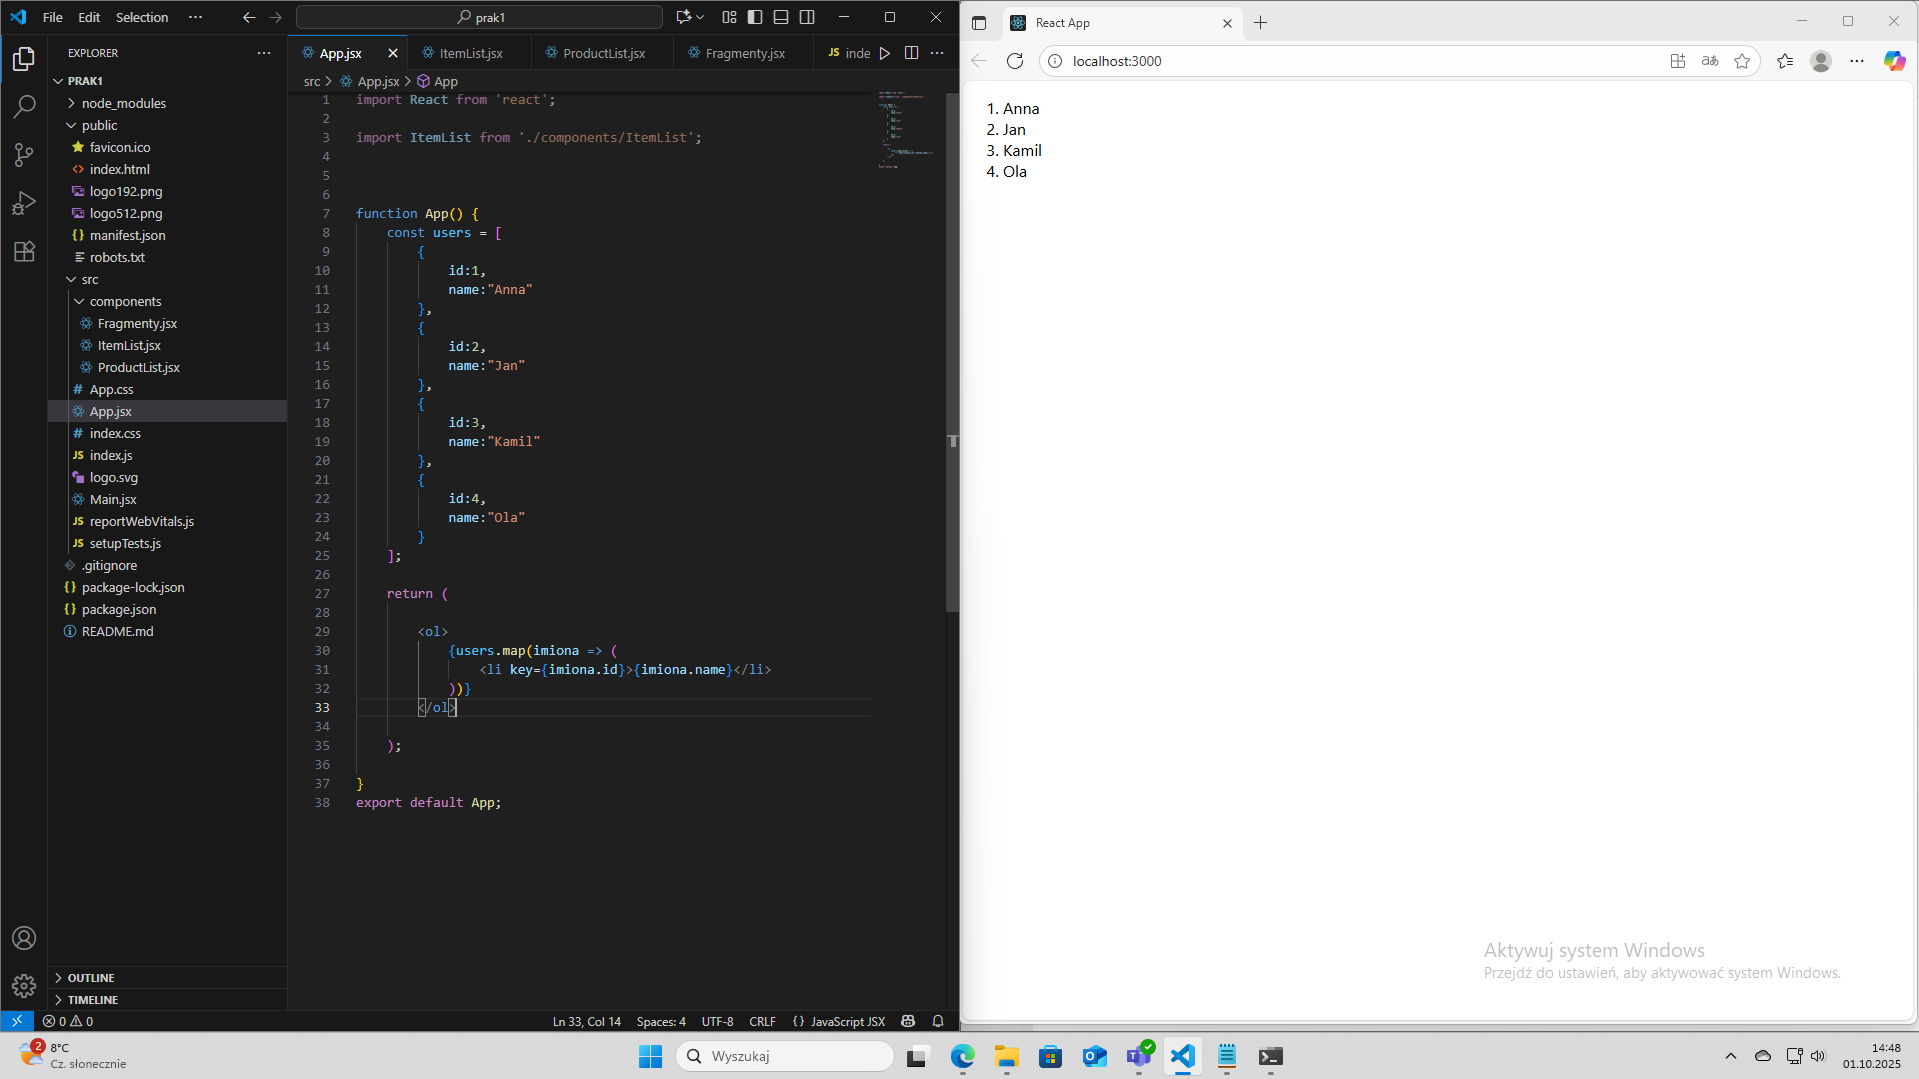 File Edit Selection ···
prak1
EXPLORER
PRAK1
node_modules
public
favicon.ico
index.html
logo192.png
logo512.png
manifest.json
robots.txt
src
components
Fragmenty.jsx
ItemList.jsx
ProductList.jsx
App.css
App.jsx
index.css
index.js
logo.svg
Main.jsx
reportWebVitals.js
setupTests.js
.gitignore
package-lock.json
package.json
README.md
OUTLINE
TIMELINE
App.jsx ItemList.jsx ProductList.jsx Fragmenty.jsx JS inde
src > App.jsx > App
1 import React from 'react';
2
3 import ItemList from './components/ItemList';
4
5
6
7 function App() {
8 const users = [
9 {
10 id:1,
11 name:"Anna"
12 },
13 {
14 id:2,
15 name:"Jan"
16 },
17 {
18 id:3,
19 name:"Kamil"
20 },
21 {
22 id:4,
23 name:"Ola"
24 }
25 ];
26
27 return (
28
29 <ol>
30 {users.map(imiona => (
31 <li key={imiona.id}>{imiona.name}</li>
32 ))}
33 </ol>
34
35 );
36
37 }
38 export default App;
0 0
Ln 33, Col 14 Spaces: 4 UTF-8 CRLF {} JavaScript JSX
React App
localhost:3000
1. Anna
2. Jan
3. Kamil
4. Ola
Aktywuj system Windows
Przejdź do ustawień, aby aktywować system Windows.
2
8°C
Cz. słonecznie
Wyszukaj
14:48
01.10.2025